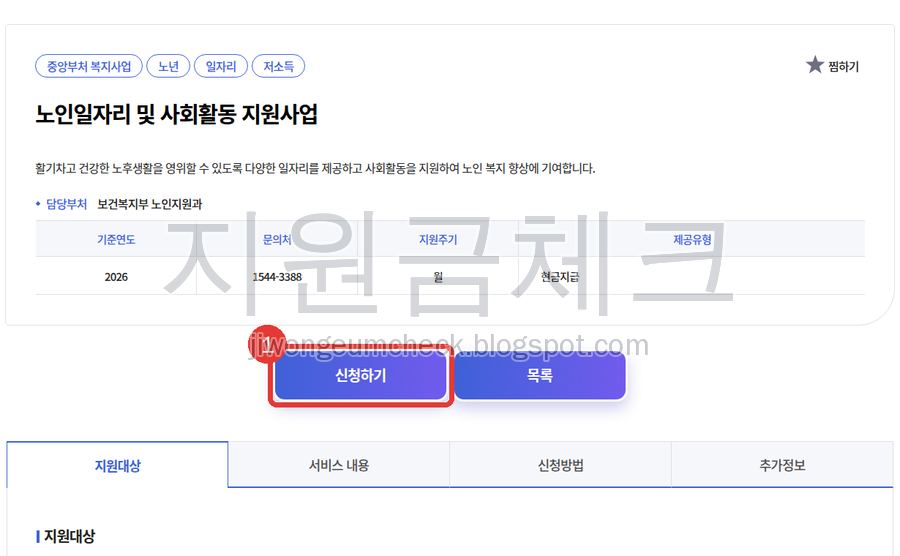 중앙부처 복지사업 노년 일자리 저소득 찜하기
노인일자리 및 사회활동 지원사업
활기차고 건강한 노후생활을 영위할 수 있도록 다양한 일자리를 제공하고 사회활동을 지원하여 노인 복지 향상에 기여합니다.
담당부처 보건복지부 노인지원과
기준연도 문의처 지원주기 제공유형
2026 1544-3388 월 현금지급
지원금체크
jiwongeumcheck.blogspot.com
1
신청하기 목록
지원대상 서비스 내용 신청방법 추가정보
지원대상